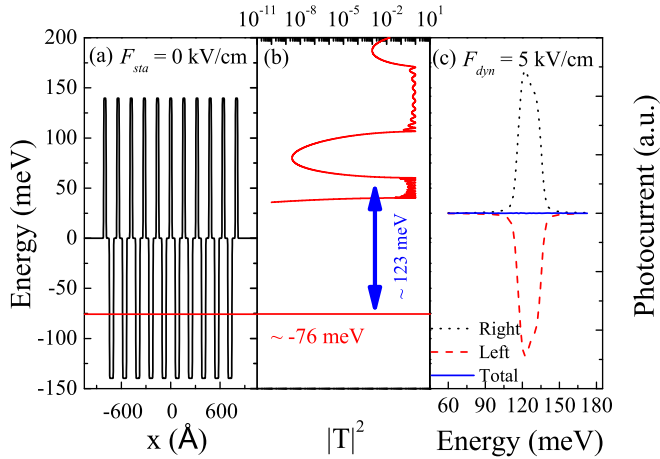 10^-11 10^-8 10^-5 10^-2 10^1
(a) F_sta = 0 kV/cm
(b)
(c) F_dyn = 5 kV/cm
200
150
100
50
0
-50
-100
-150
Energy (meV)
~ 123 meV
~ -76 meV
Right
Left
Total
Photocurrent (a.u.)
-600 0 600
60 90 120 150 180
x (Å)
|T|^2
Energy (meV)